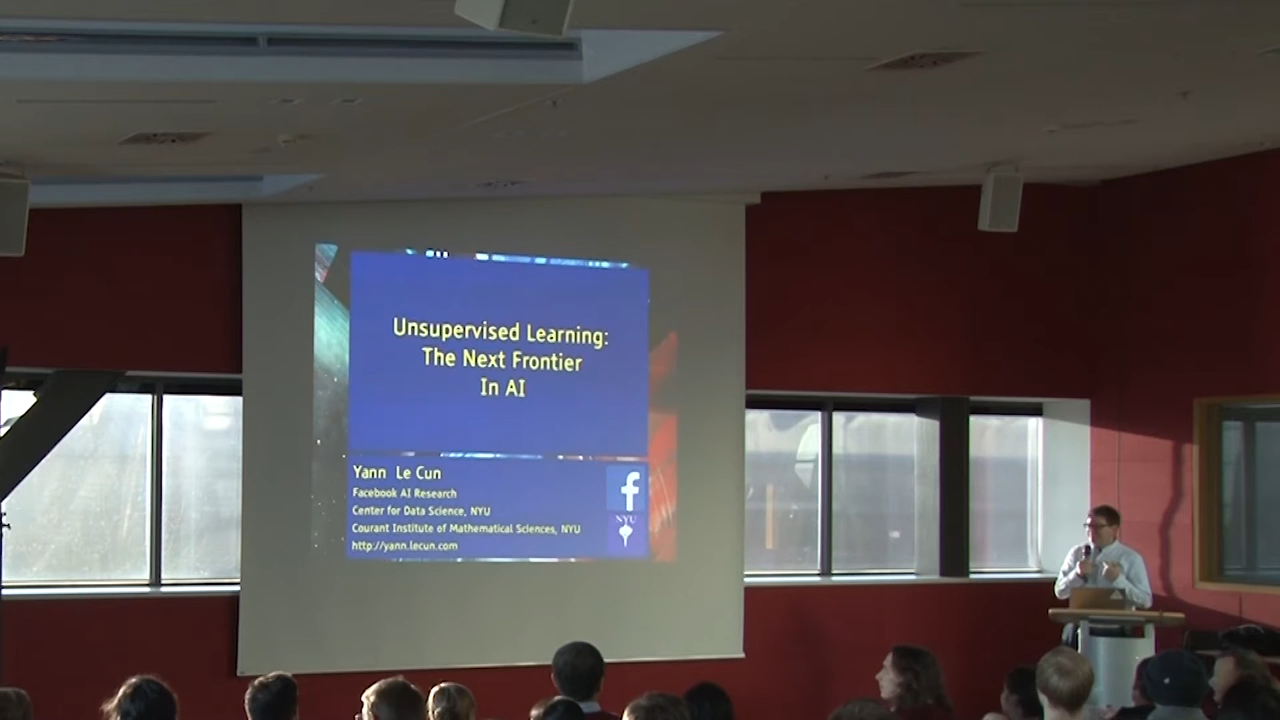 Unsupervised Learning:
The Next Frontier
In AI
Yann Le Cun
Facebook AI Research
Center for Data Science, NYU
Courant Institute of Mathematical Sciences, NYU
http://yann.lecun.com
f
NYU